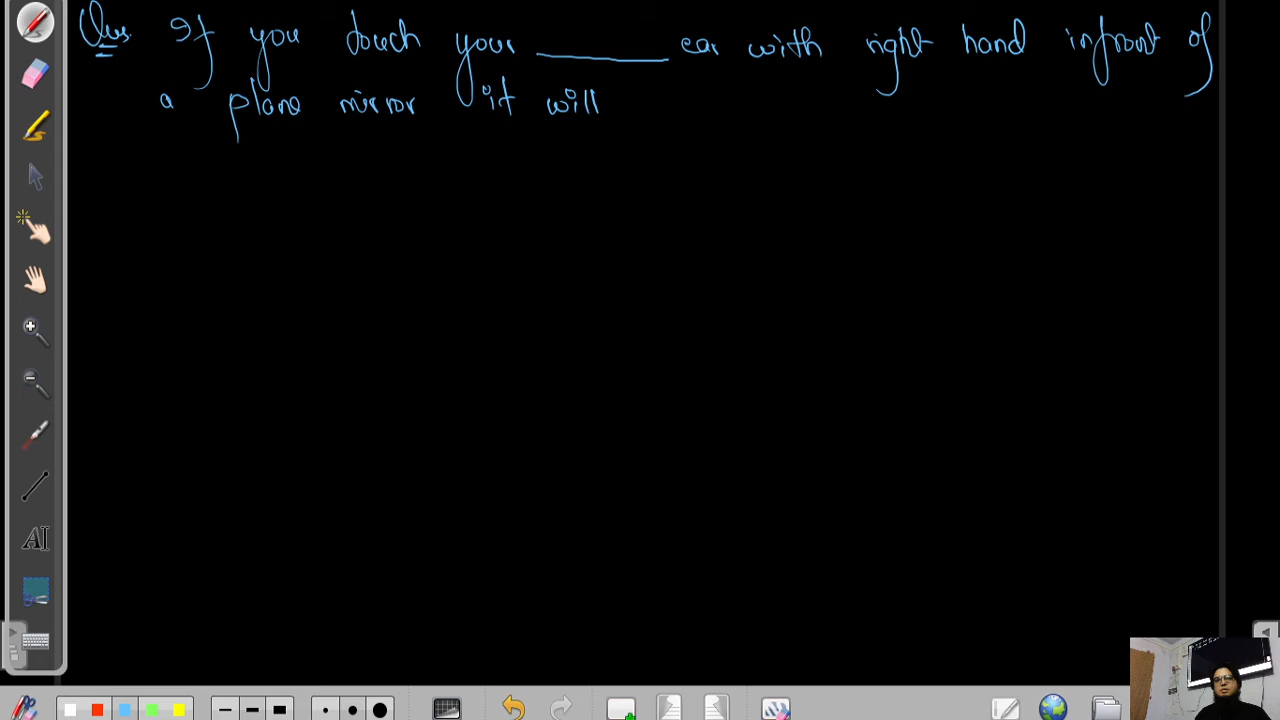 Ques. If you touch your ______ ear with right hand infront of
a plane mirror it will